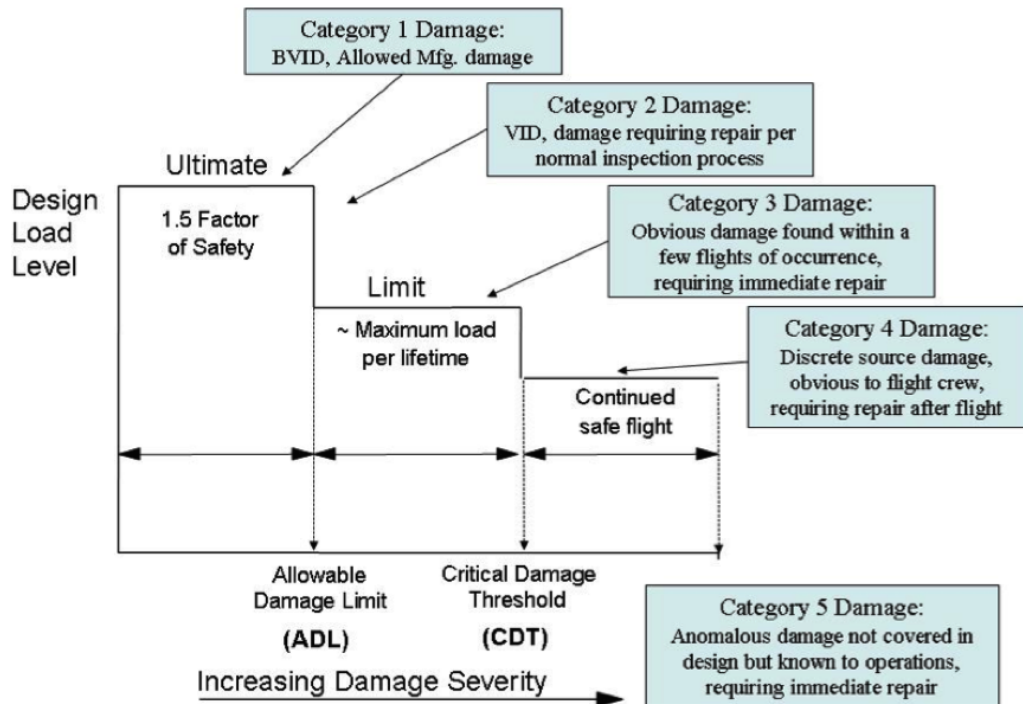 Category 1 Damage:
BVID, Allowed Mfg. damage
Category 2 Damage:
VID, damage requiring repair per
normal inspection process
Category 3 Damage:
Obvious damage found within a
few flights of occurrence,
requiring immediate repair
Category 4 Damage:
Discrete source damage,
obvious to flight crew,
requiring repair after flight
Design
Load
Level
Ultimate
1.5 Factor
of Safety
Limit
~ Maximum load
per lifetime
Continued
safe flight
Allowable
Damage Limit
(ADL)
Critical Damage
Threshold
(CDT)
Increasing Damage Severity
Category 5 Damage:
Anomalous damage not covered in
design but known to operations,
requiring immediate repair